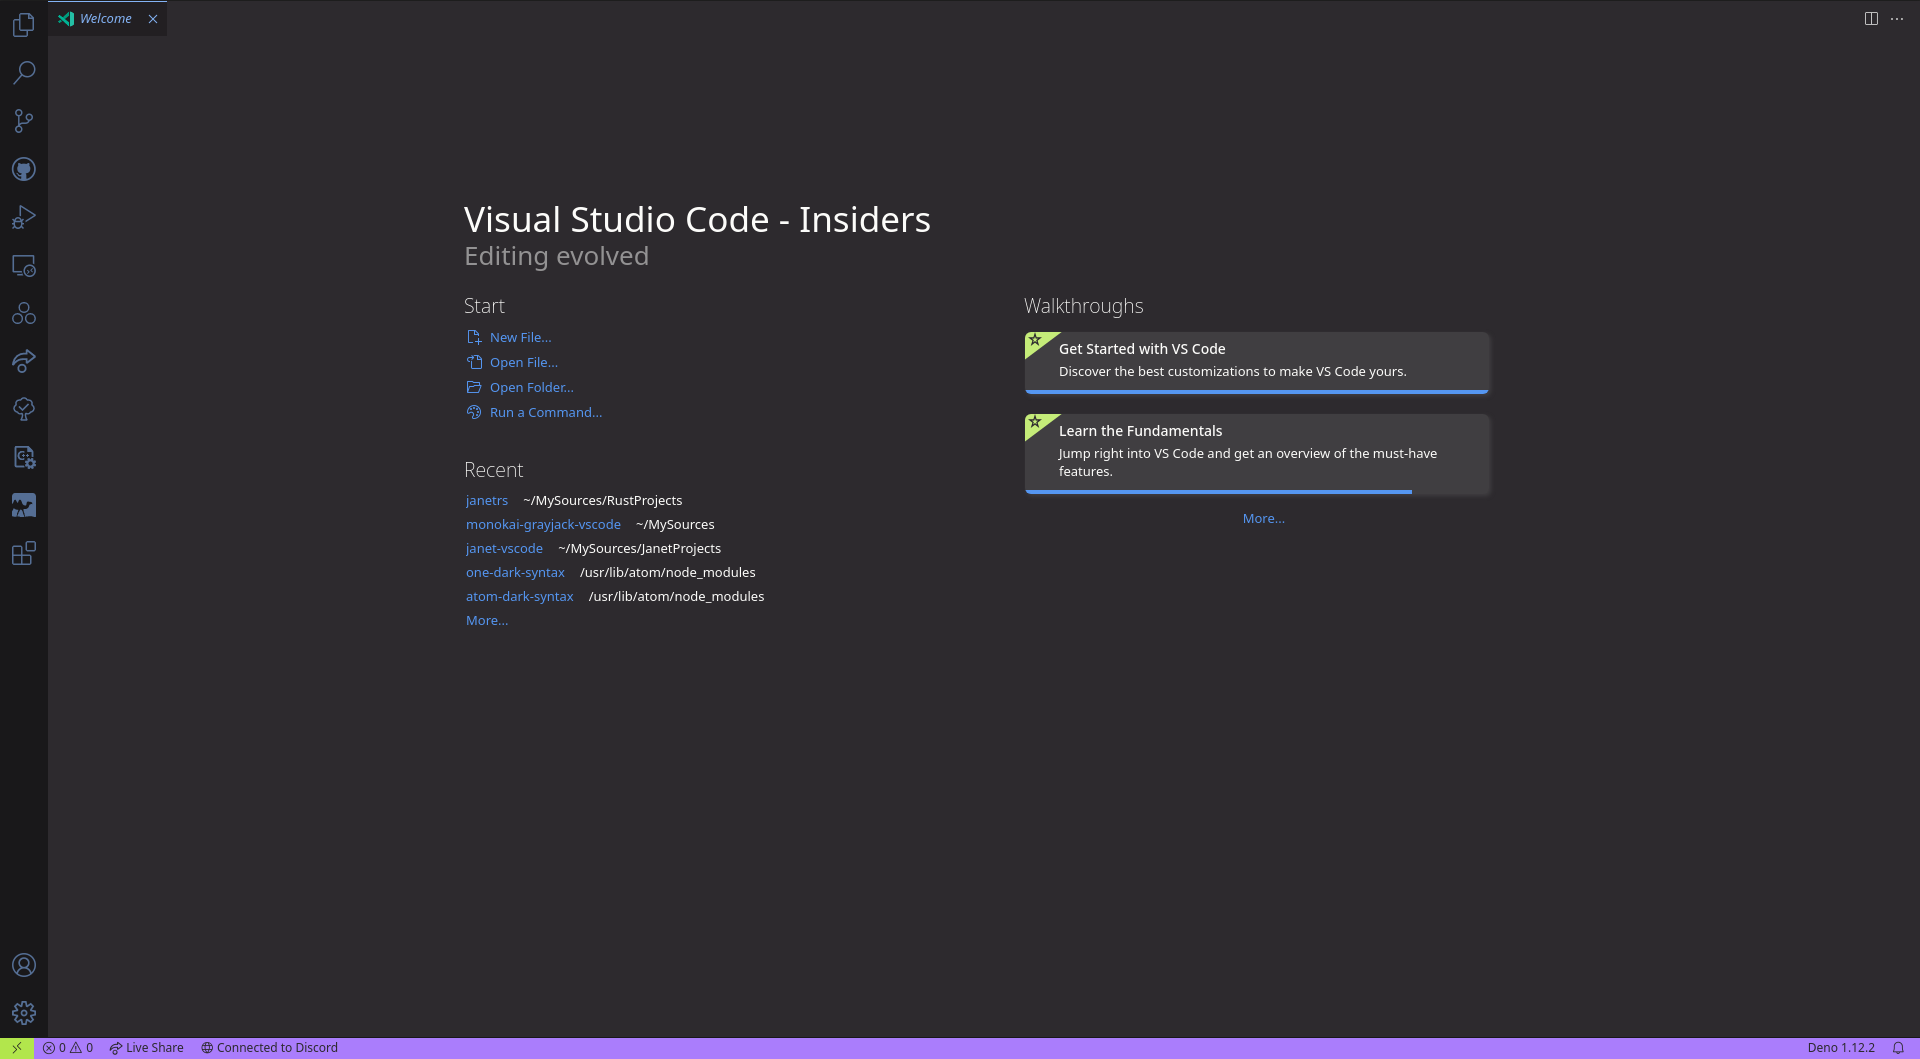 Welcome
Visual Studio Code - Insiders
Editing evolved
Start
New File...
Open File...
Open Folder...
Run a Command...
Recent
janetrs ~/MySources/RustProjects
monokai-grayjack-vscode ~/MySources
janet-vscode ~/MySources/JanetProjects
one-dark-syntax /usr/lib/atom/node_modules
atom-dark-syntax /usr/lib/atom/node_modules
More...
Walkthroughs
Get Started with VS Code
Discover the best customizations to make VS Code yours.
Learn the Fundamentals
Jump right into VS Code and get an overview of the must-have
features.
More...
0 0 Live Share Connected to Discord Deno 1.12.2